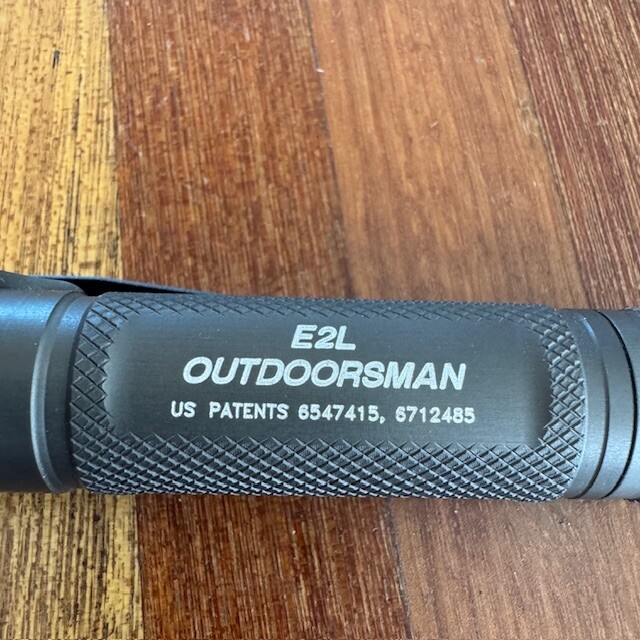 E2L
OUTDOORSMAN
US PATENTS 6547415, 6712485